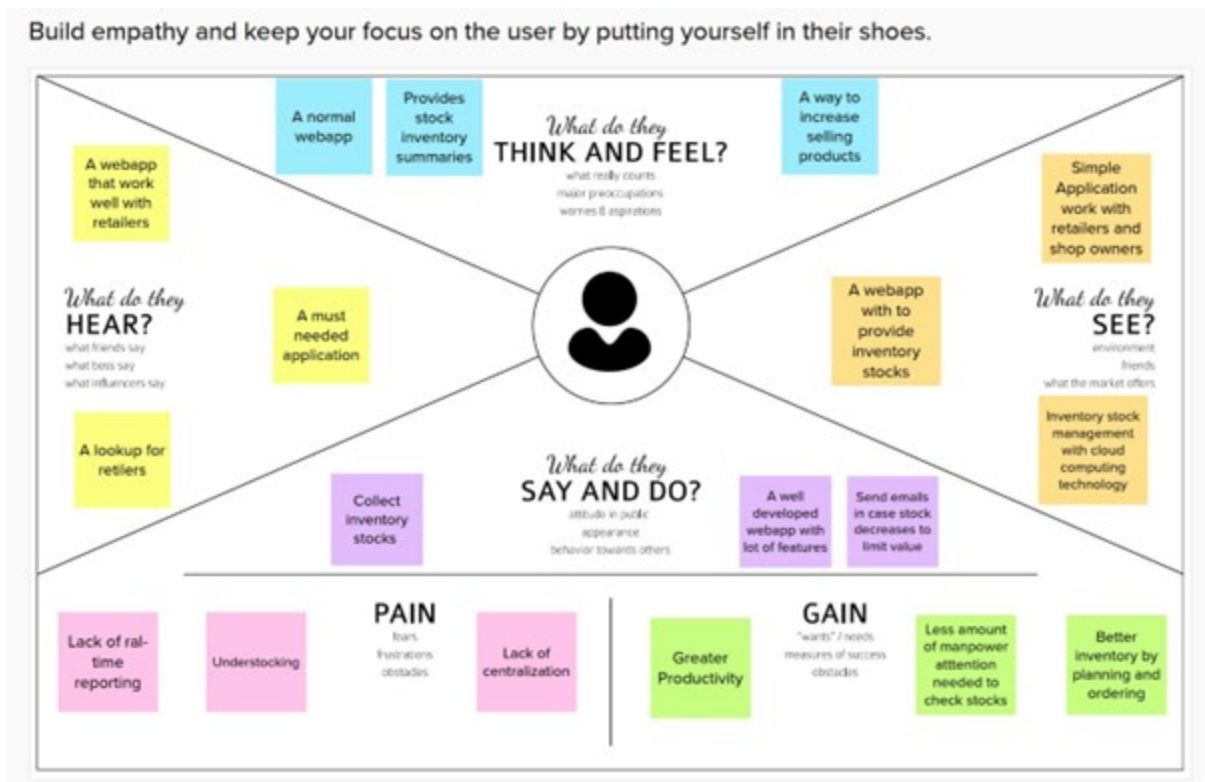 Build empathy and keep your focus on the user by putting yourself in their shoes.
A normal
webapp
Provides
stock
inventory
summaries
What do they
THINK AND FEEL?
what really counts
major preoccupations
worries & aspirations
A way to
increase
selling
products
A webapp
that work
well with
retailers
What do they
HEAR?
what friends say
what boss say
what influencers say
A must
needed
application
A lookup for
retilers
Simple
Application
work with
retailers and
shop owners
A webapp
with to
provide
inventory
stocks
What do they
SEE?
environment
friends
what the market offers
Inventory stock
management
with cloud
computing
technology
Collect
inventory
stocks
What do they
SAY AND DO?
attitude in public
appearance
behavior towards others
A well
developed
webapp with
lot of features
Send emails
in case stock
decreases to
limit value
Lack of ral-
time
reporting
Understocking
PAIN
fears
frustrations
obstacles
Lack of
centralization
Greater
Productivity
GAIN
"wants" / needs
measures of success
obstacles
Less amount
of manpower
atttention
needed to
check stocks
Better
inventory by
planning and
ordering